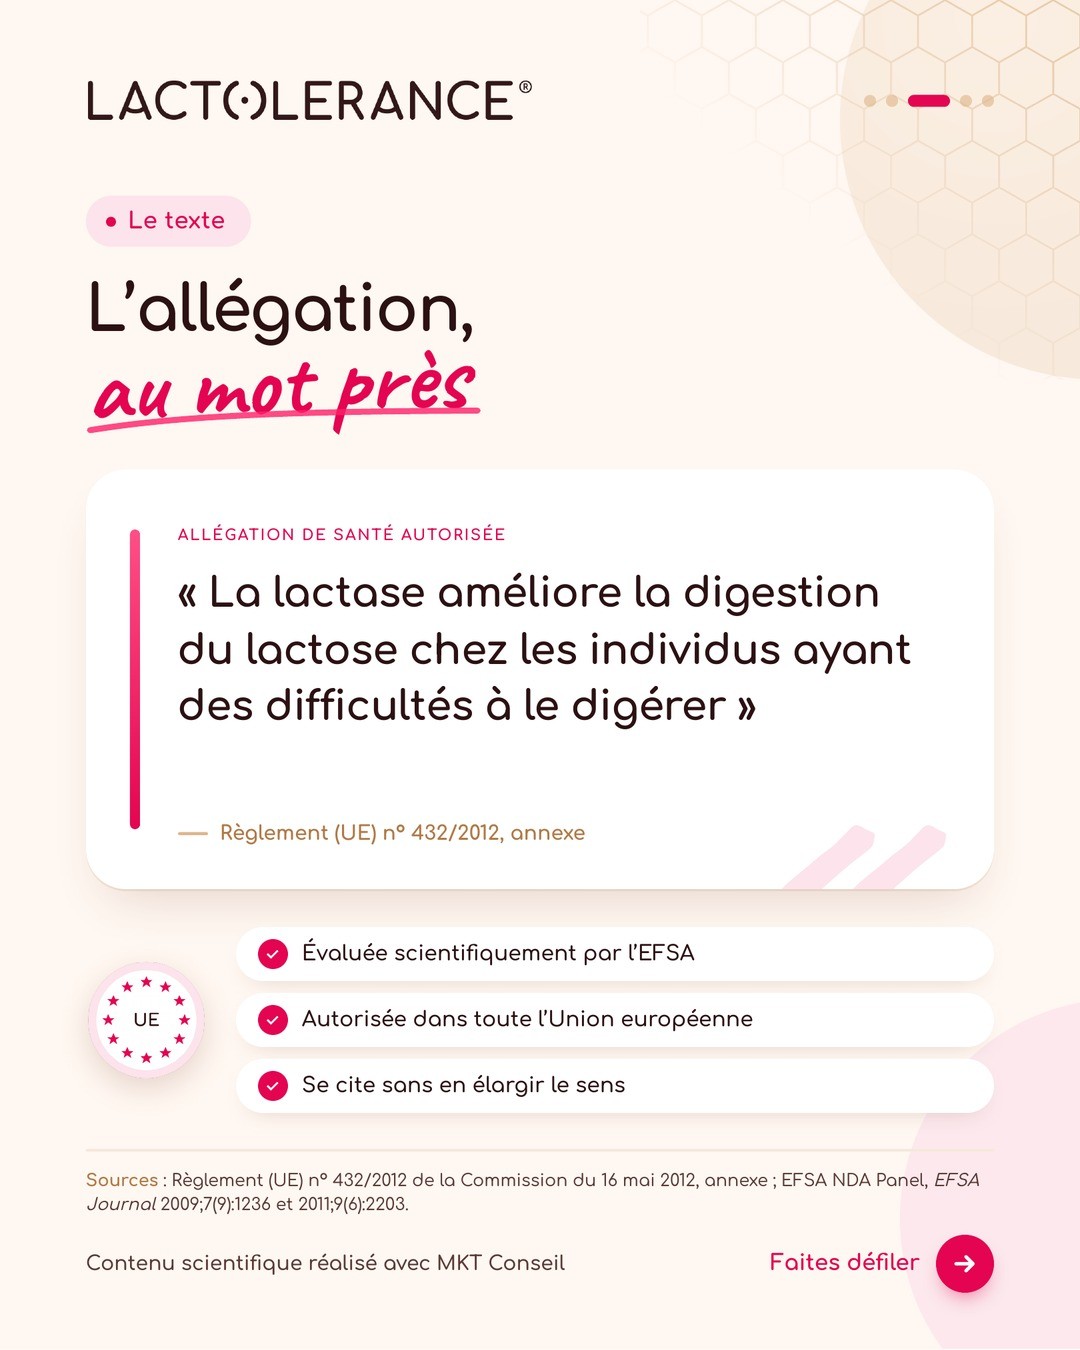 LACTOLERANCE®
Le texte
L’allégation,
au mot près
ALLÉGATION DE SANTÉ AUTORISÉE
« La lactase améliore la digestion
du lactose chez les individus ayant
des difficultés à le digérer »
— Règlement (UE) nº 432/2012, annexe
Évaluée scientifiquement par l’EFSA
UE
Autorisée dans toute l’Union européenne
Se cite sans en élargir le sens
Sources : Règlement (UE) nº 432/2012 de la Commission du 16 mai 2012, annexe ; EFSA NDA Panel, EFSA
Journal 2009;7(9):1236 et 2011;9(6):2203.
Contenu scientifique réalisé avec MKT Conseil
Faites défiler